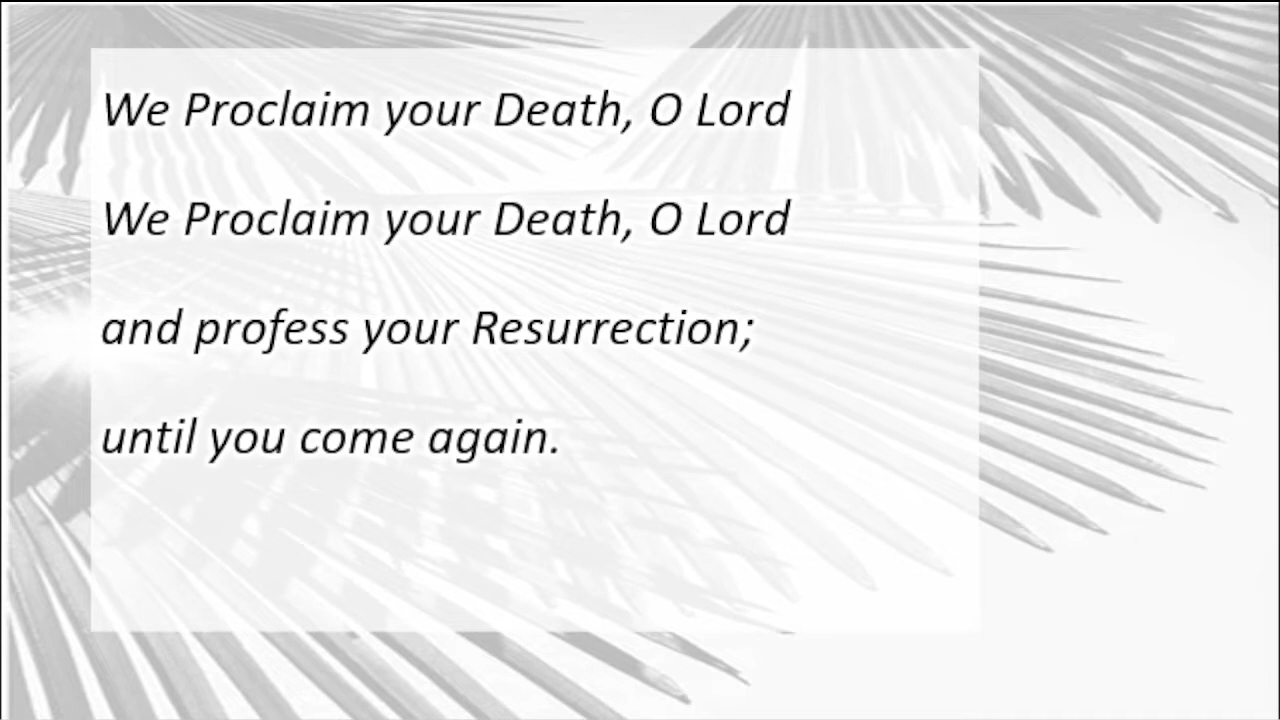 We Proclaim your Death, O Lord
We Proclaim your Death, O Lord
and profess your Resurrection;
until you come again.